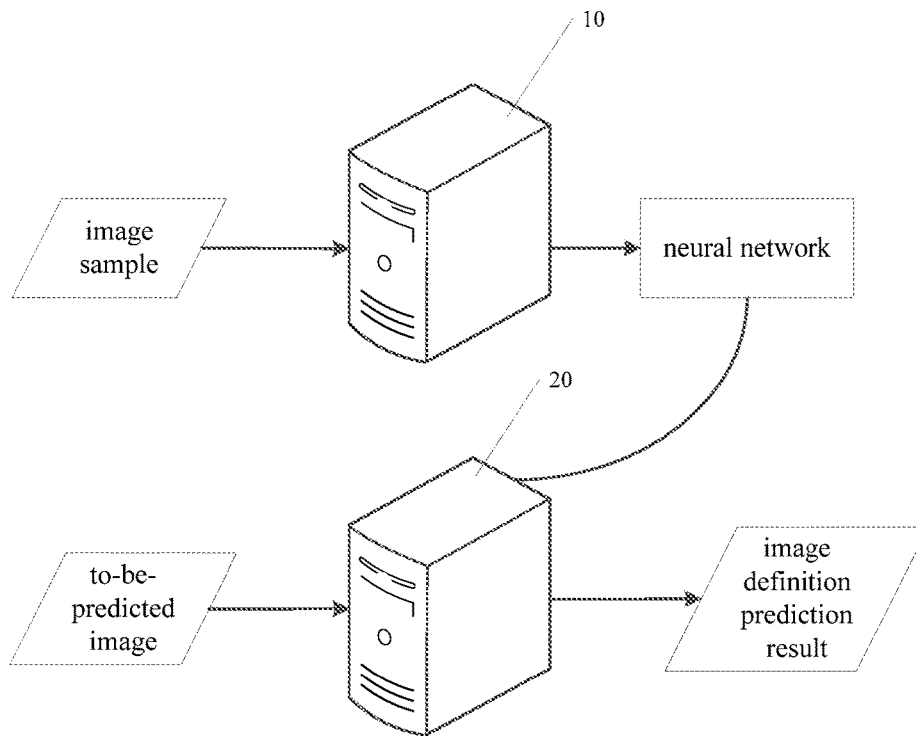 10
image
sample
neural network
20
to-be-
predicted
image
image
definition
prediction
result